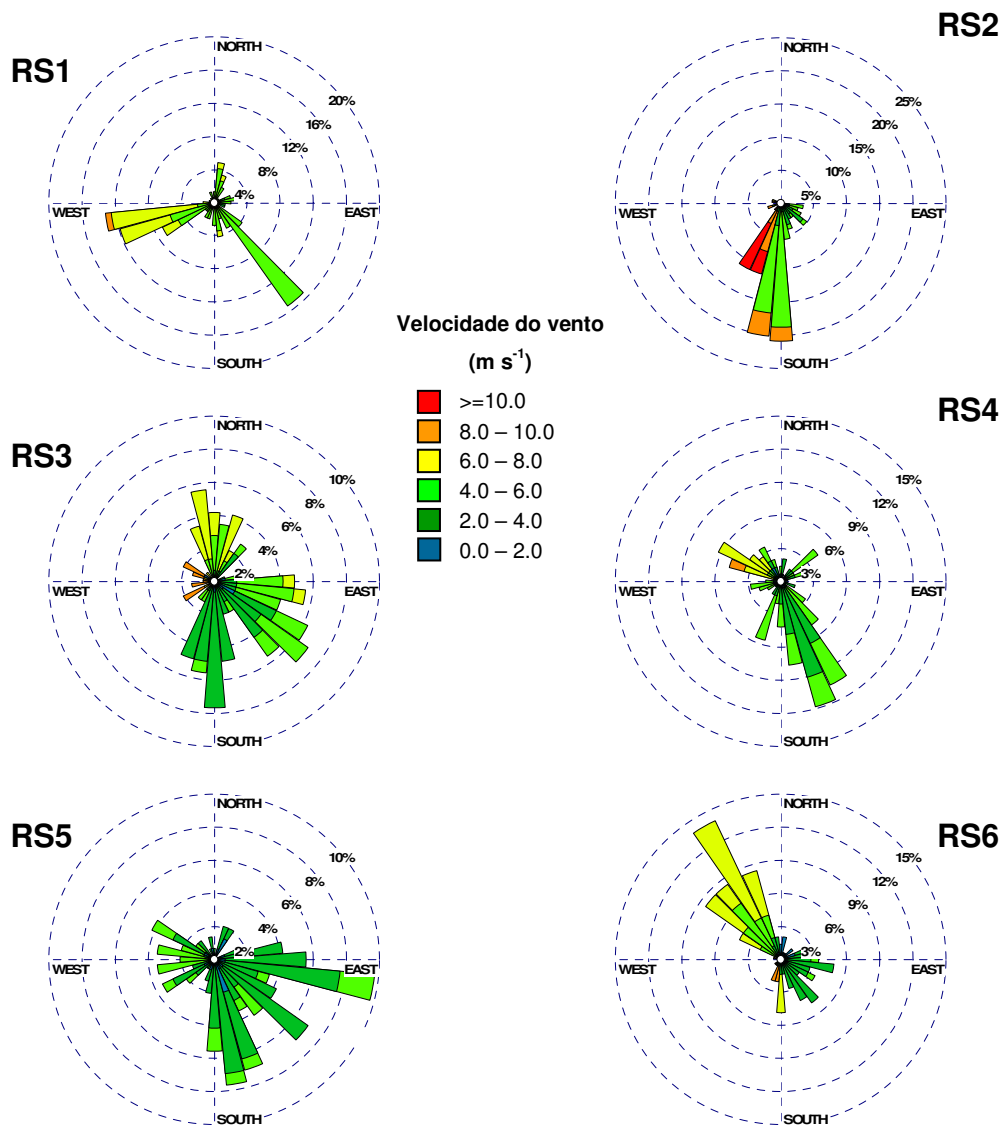 RS1
NORTH
20%
16%
12%
8%
4%
WEST
EAST
SOUTH
RS2
NORTH
25%
20%
15%
10%
5%
WEST
EAST
SOUTH
Velocidade do vento
(m s-1)
>=10.0
8.0 – 10.0
6.0 – 8.0
4.0 – 6.0
2.0 – 4.0
0.0 – 2.0
RS3
NORTH
10%
8%
6%
4%
2%
WEST
EAST
SOUTH
RS4
NORTH
15%
12%
9%
6%
3%
WEST
EAST
SOUTH
RS5
NORTH
10%
8%
6%
4%
2%
WEST
EAST
SOUTH
RS6
NORTH
15%
12%
9%
6%
3%
WEST
EAST
SOUTH